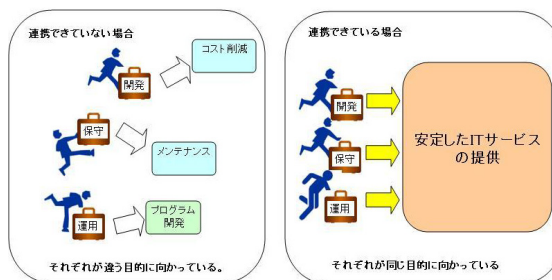 連携できていない場合
コスト削減
開発
保守
メンテナンス
運用
プログラム
開発
それぞれが違う目的に向かっている。
連携できている場合
開発
保守
運用
安定したITサービス
の提供
それぞれが同じ目的に向かっている